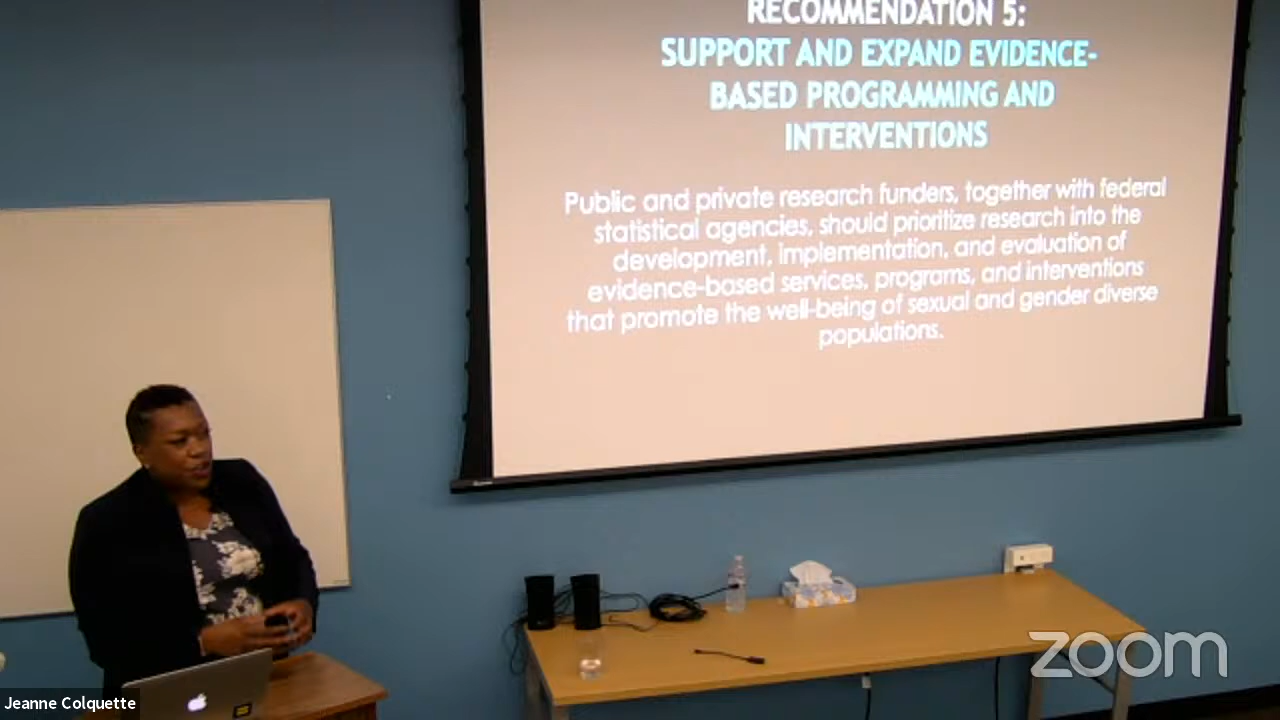 RECOMMENDATION 5:
SUPPORT AND EXPAND EVIDENCE-
BASED PROGRAMMING AND
INTERVENTIONS
Public and private research funders, together with federal
statistical agencies, should prioritize research into the
development, implementation, and evaluation of
evidence-based services, programs, and interventions
that promote the well-being of sexual and gender diverse
populations.
zoom
Jeanne Colquette